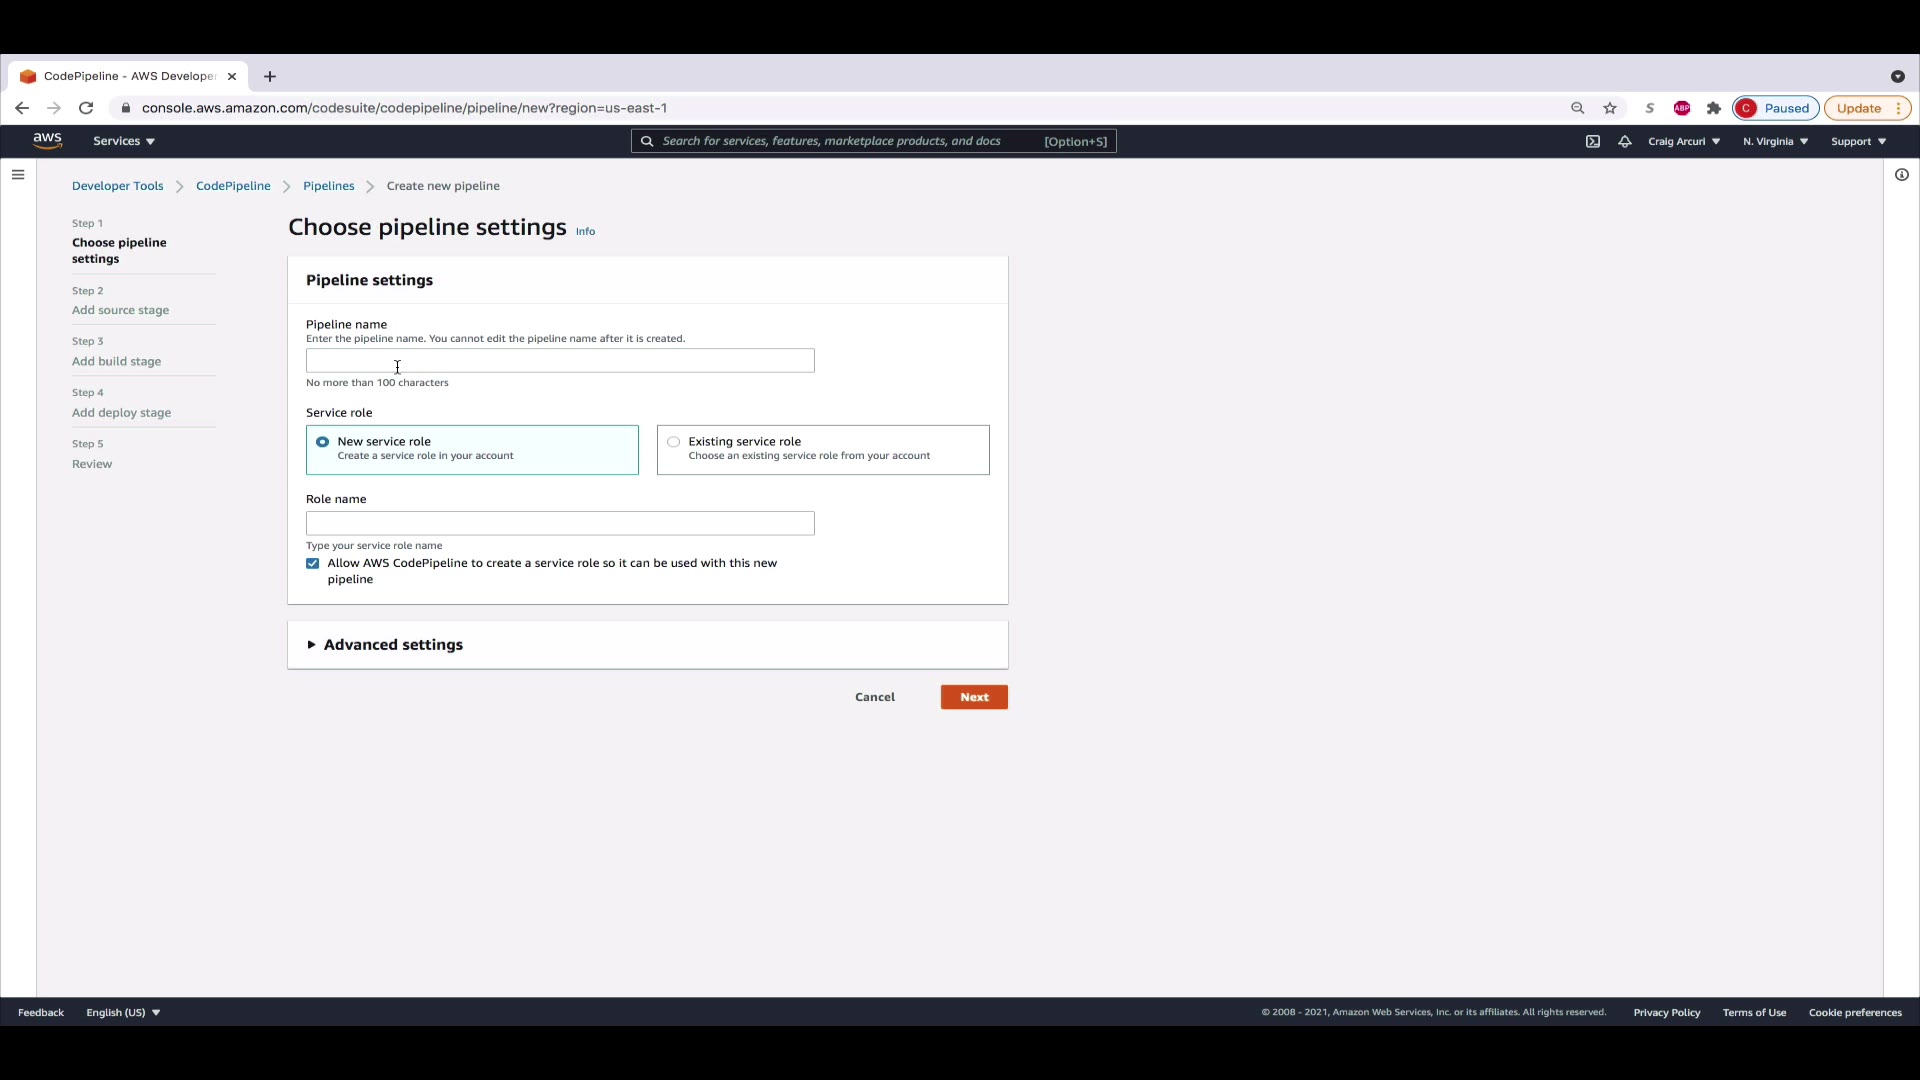 CodePipeline - AWS Develope
console.aws.amazon.com/codesuite/codepipeline/pipeline/new?region=us-east-1
S
ABP
C Paused
Update
aws
Services
Search for services, features, marketplace products, and docs [Option+S]
Craig Arcuri
N. Virginia
Support
Developer Tools
CodePipeline
Pipelines
Create new pipeline
Step 1
Choose pipeline
settings
Step 2
Add source stage
Step 3
Add build stage
Step 4
Add deploy stage
Step 5
Review
Choose pipeline settings Info
Pipeline settings
Pipeline name
Enter the pipeline name. You cannot edit the pipeline name after it is created.
No more than 100 characters
Service role
New service role
Create a service role in your account
Existing service role
Choose an existing service role from your account
Role name
Type your service role name
Allow AWS CodePipeline to create a service role so it can be used with this new
pipeline
Advanced settings
Cancel
Next
Feedback
English (US)
© 2008 - 2021, Amazon Web Services, Inc. or its affiliates. All rights reserved.
Privacy Policy
Terms of Use
Cookie preferences